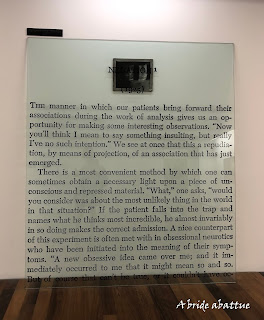 N
(1925)
THE manner in which our patients bring forward their
associations during the work of analysis gives us an op-
portunity for making some interesting observations. "Now
you'll think I mean to say something insulting, but really
I've no such intention." We see at once that this is a repudia-
tion, by means of projection, of an association that has just
emerged.
There is a most convenient method by which one can
sometimes obtain a necessary light upon a piece of un-
conscious and repressed material. "What," one asks, "would
you consider was about the most unlikely thing in the world
in that situation?" If the patient falls into the trap and
names what he thinks most incredible, he almost invariably
in so doing makes the correct admission. A nice counterpart
of this experiment is often met with in obsessional neurotics
who have been initiated into the meaning of their symp-
toms. "A new obsessive idea came over me; and it im-
mediately occurred to me that it might mean so and so.
But of course that
A bride abattue